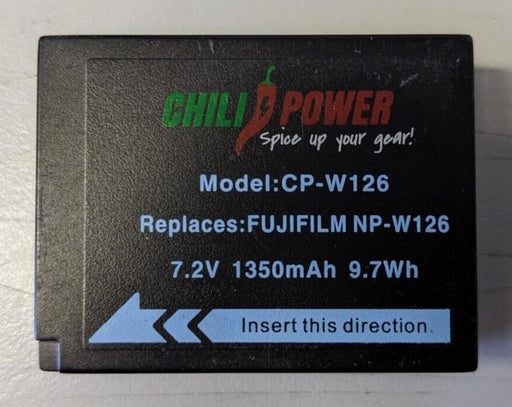 CHILI POWER
Spice up your gear!
Model:CP-W126
Replaces:FUJIFILM NP-W126
7.2V 1350mAh 9.7Wh
Insert this direction.